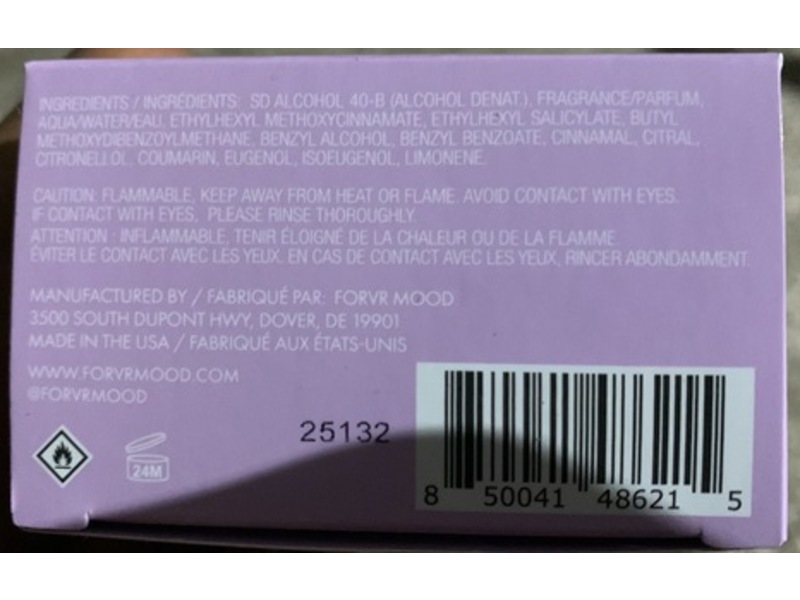 INGREDIENTS / INGRÉDIENTS: SD ALCOHOL 40-B (ALCOHOL DENAT.), FRAGRANCE/PARFUM,
AQUA/WATER/EAU, ETHYLHEXYL METHOXYCINNAMATE, ETHYLHEXYL SALICYLATE, BUTYL
METHOXYDIBENZOYLMETHANE, BENZYL ALCOHOL, BENZYL BENZOATE, CINNAMAL, CITRAL,
CITRONELLOL. COUMARIN, EUGENOL, ISOEUGENOL, LIMONENE.
CAUTION: FLAMMABLE, KEEP AWAY FROM HEAT OR FLAME. AVOID CONTACT WITH EYES.
IF CONTACT WITH EYES, PLEASE RINSE THOROUGHLY.
ATTENTION : INFLAMMABLE, TENIR ÉLOIGNÉ DE LA CHALEUR OU DE LA FLAMME.
ÉVITER LE CONTACT AVEC LES YEUX. EN CAS DE CONTACT AVEC LES YEUX, RINCER ABONDAMMENT.
MANUFACTURED BY / FABRIQUÉ PAR: FORVR MOOD
3500 SOUTH DUPONT HWY, DOVER, DE 19901
MADE IN THE USA / FABRIQUÉ AUX ÉTATS-UNIS
WWW.FORVRMOOD.COM
@FORVRMOOD
25132
24M
8 50041 48621 5